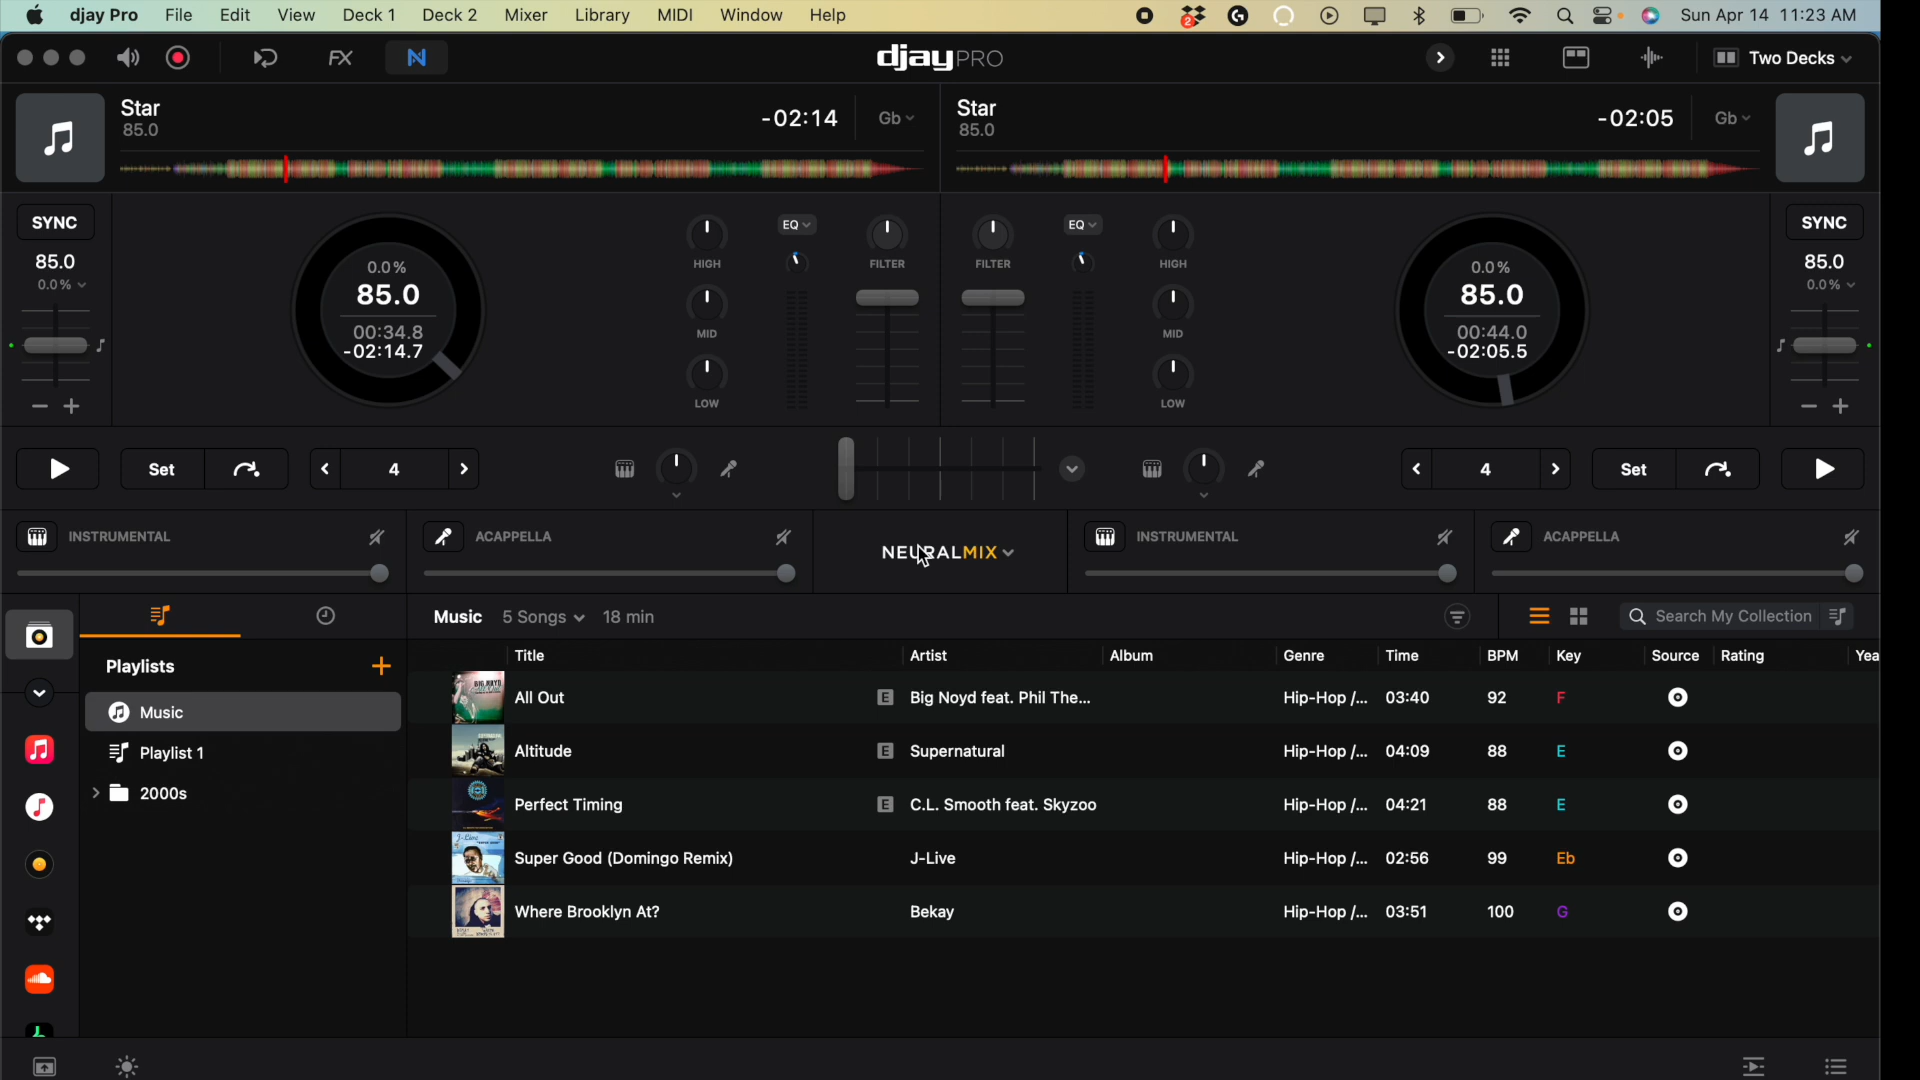 djay Pro File Edit View Deck 1 Deck 2 Mixer Library MIDI Window Help 2 Sun Apr 14 11:23 AM
FX N djay PRO Two Decks
Star -02:14 Gb Star -02:05 Gb
85.0 85.0
SYNC EQ EQ SYNC
85.0 0.0% HIGH FILTER FILTER HIGH 0.0% 85.0
0.0% 85.0 85.0 0.0%
00:34.8 MID MID 00:44.0
-02:14.7 -02:05.5
LOW LOW
Set 4 4 Set
INSTRUMENTAL ACAPPELLA NEURALMIX INSTRUMENTAL ACAPPELLA
Music 5 Songs 18 min Search My Collection
Playlists Title Artist Album Genre Time BPM Key Source Rating Yea
Music All Out E Big Noyd feat. Phil The... Hip-Hop /... 03:40 92 F
Playlist 1 Altitude E Supernatural Hip-Hop /... 04:09 88 E
2000s Perfect Timing E C.L. Smooth feat. Skyzoo Hip-Hop /... 04:21 88 E
Super Good (Domingo Remix) J-Live Hip-Hop /... 02:56 99 Eb
Where Brooklyn At? Bekay Hip-Hop /... 03:51 100 G